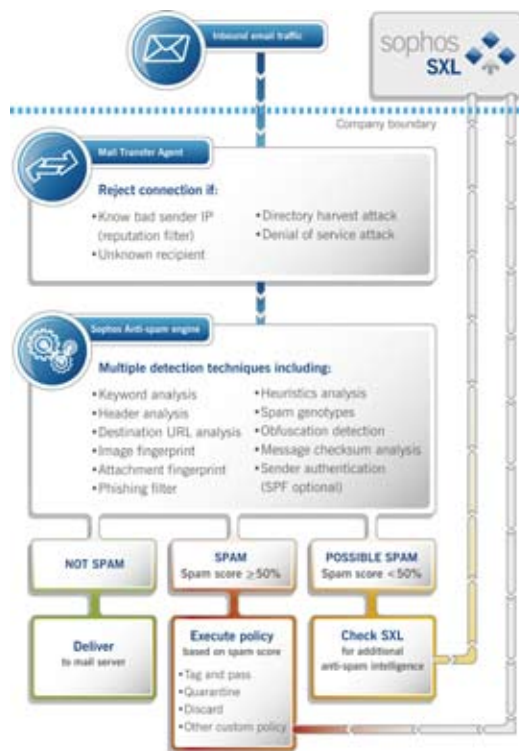 Inbound email traffic
sophos
SXL
Company boundary
Mail Transfer Agent
Reject connection if:
•Know bad sender IP
(reputation filter)
•Unknown recipient
•Directory harvest attack
•Denial of service attack
Sophos Anti-spam engine
Multiple detection techniques including:
•Keyword analysis
•Header analysis
•Destination URL analysis
•Image fingerprint
•Attachment fingerprint
•Phishing filter
•Heuristics analysis
•Spam genotypes
•Obfuscation detection
•Message checksum analysis
•Sender authentication
(SPF optional)
NOT SPAM
SPAM
Spam score ≥50%
POSSIBLE SPAM
Spam score <50%
Deliver
to mail server
Execute policy
based on spam score
•Tag and pass
•Quarantine
•Discard
•Other custom policy
Check SXL
for additional
anti-spam intelligence